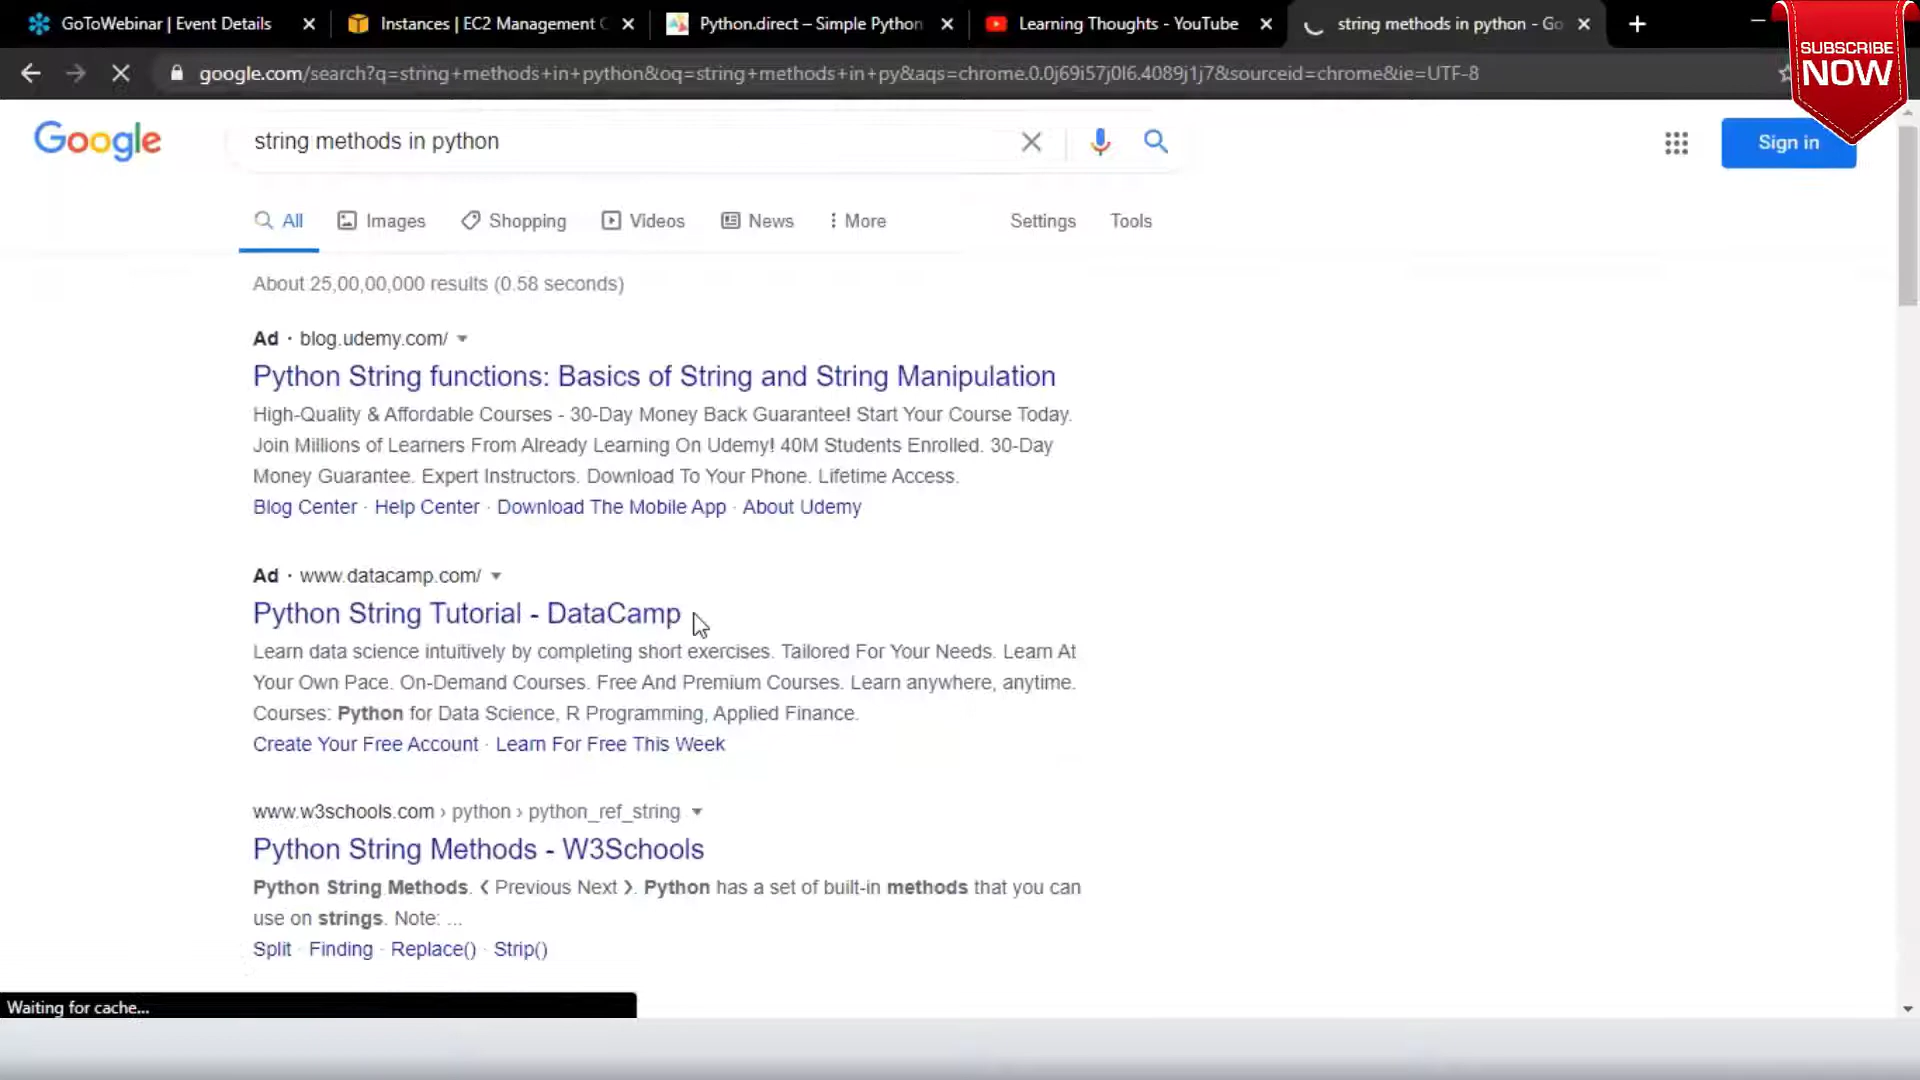 GoToWebinar | Event Details
Instances | EC2 Management C
Python.direct – Simple Python
Learning Thoughts - YouTube
string methods in python - Go
SUBSCRIBE
NOW
google.com/search?q=string+methods+in+python&oq=string+methods+in+py&aqs=chrome.0.0j69i57j0l6.4089j1j7&sourceid=chrome&ie=UTF-8
Google
string methods in python
Sign in
All
Images
Shopping
Videos
News
More
Settings
Tools
About 25,00,00,000 results (0.58 seconds)
Ad · blog.udemy.com/
Python String functions: Basics of String and String Manipulation
High-Quality & Affordable Courses - 30-Day Money Back Guarantee! Start Your Course Today.
Join Millions of Learners From Already Learning On Udemy! 40M Students Enrolled. 30-Day
Money Guarantee. Expert Instructors. Download To Your Phone. Lifetime Access.
Blog Center · Help Center · Download The Mobile App · About Udemy
Ad · www.datacamp.com/
Python String Tutorial - DataCamp
Learn data science intuitively by completing short exercises. Tailored For Your Needs. Learn At
Your Own Pace. On-Demand Courses. Free And Premium Courses. Learn anywhere, anytime.
Courses: Python for Data Science, R Programming, Applied Finance.
Create Your Free Account · Learn For Free This Week
www.w3schools.com › python › python_ref_string
Python String Methods - W3Schools
Python String Methods. ❮ Previous Next ❯. Python has a set of built-in methods that you can
use on strings. Note: ...
Split · Finding · Replace() · Strip()
Waiting for cache...